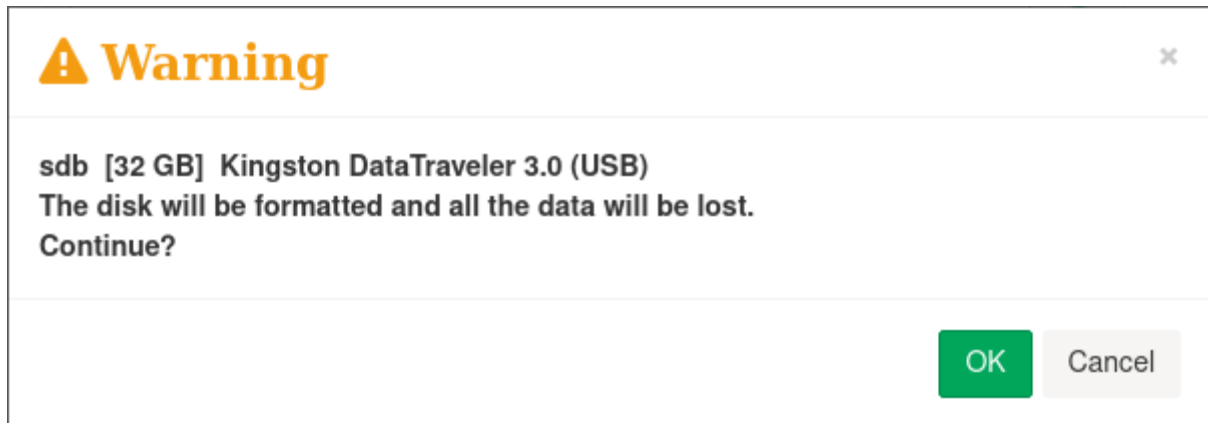 Warning
×
sdb [32 GB] Kingston DataTraveler 3.0 (USB)
The disk will be formatted and all the data will be lost.
Continue?
OK Cancel